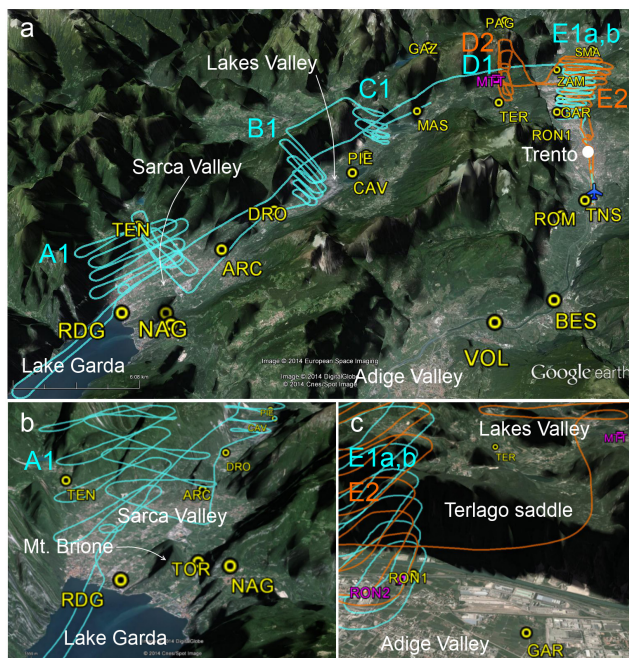 a
PAG
GAZ
D2
E1a,b
D1
SMA
Lakes Valley
MTT
ZAM
C1
E2
MAS
TER
GAR
B1
RON1
PIE
Trento
Sarca Valley
CAV
TEN
DRO
ROM
TNS
A1
ARC
RDG
NAG
BES
VOL
Lake Garda
Image © 2014 European Space Imaging
Image © 2014 DigitalGlobe
© 2014 Cnes/Spot Image
Adige Valley
Google earth
b
A1
PIE
CAV
DRO
TEN
ARC
Sarca Valley
Mt. Brione
TOR
NAG
RDG
Lake Garda
© 2014 DigitalGlobe
© 2014 Cnes/Spot Image
c
Lakes Valley
MTT
E1a,b
TER
E2
Terlago saddle
RON1
RON2
Adige Valley
GAR